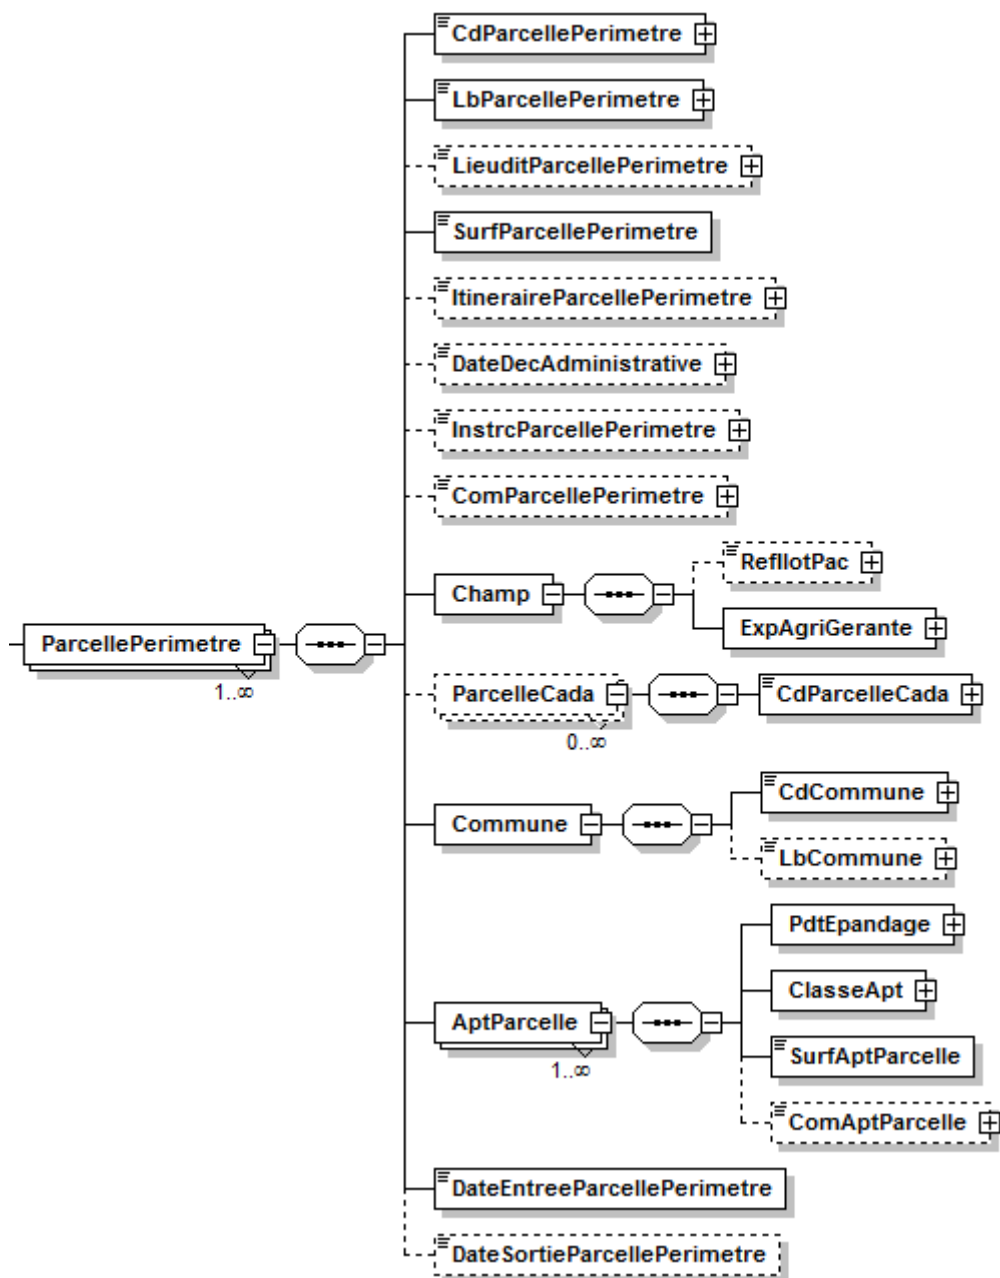 CdParcellePerimetre
LbParcellePerimetre
LieuditParcellePerimetre
SurfParcellePerimetre
ItineraireParcellePerimetre
DateDecAdministrative
InstrcParcellePerimetre
ComParcellePerimetre
RefIlotPac
Champ
ExpAgriGerante
ParcellePerimetre
1..∞
ParcelleCada
CdParcelleCada
0..∞
CdCommune
Commune
LbCommune
PdtEpandage
ClasseApt
AptParcelle
1..∞
SurfAptParcelle
ComAptParcelle
DateEntreeParcellePerimetre
DateSortieParcellePerimetre